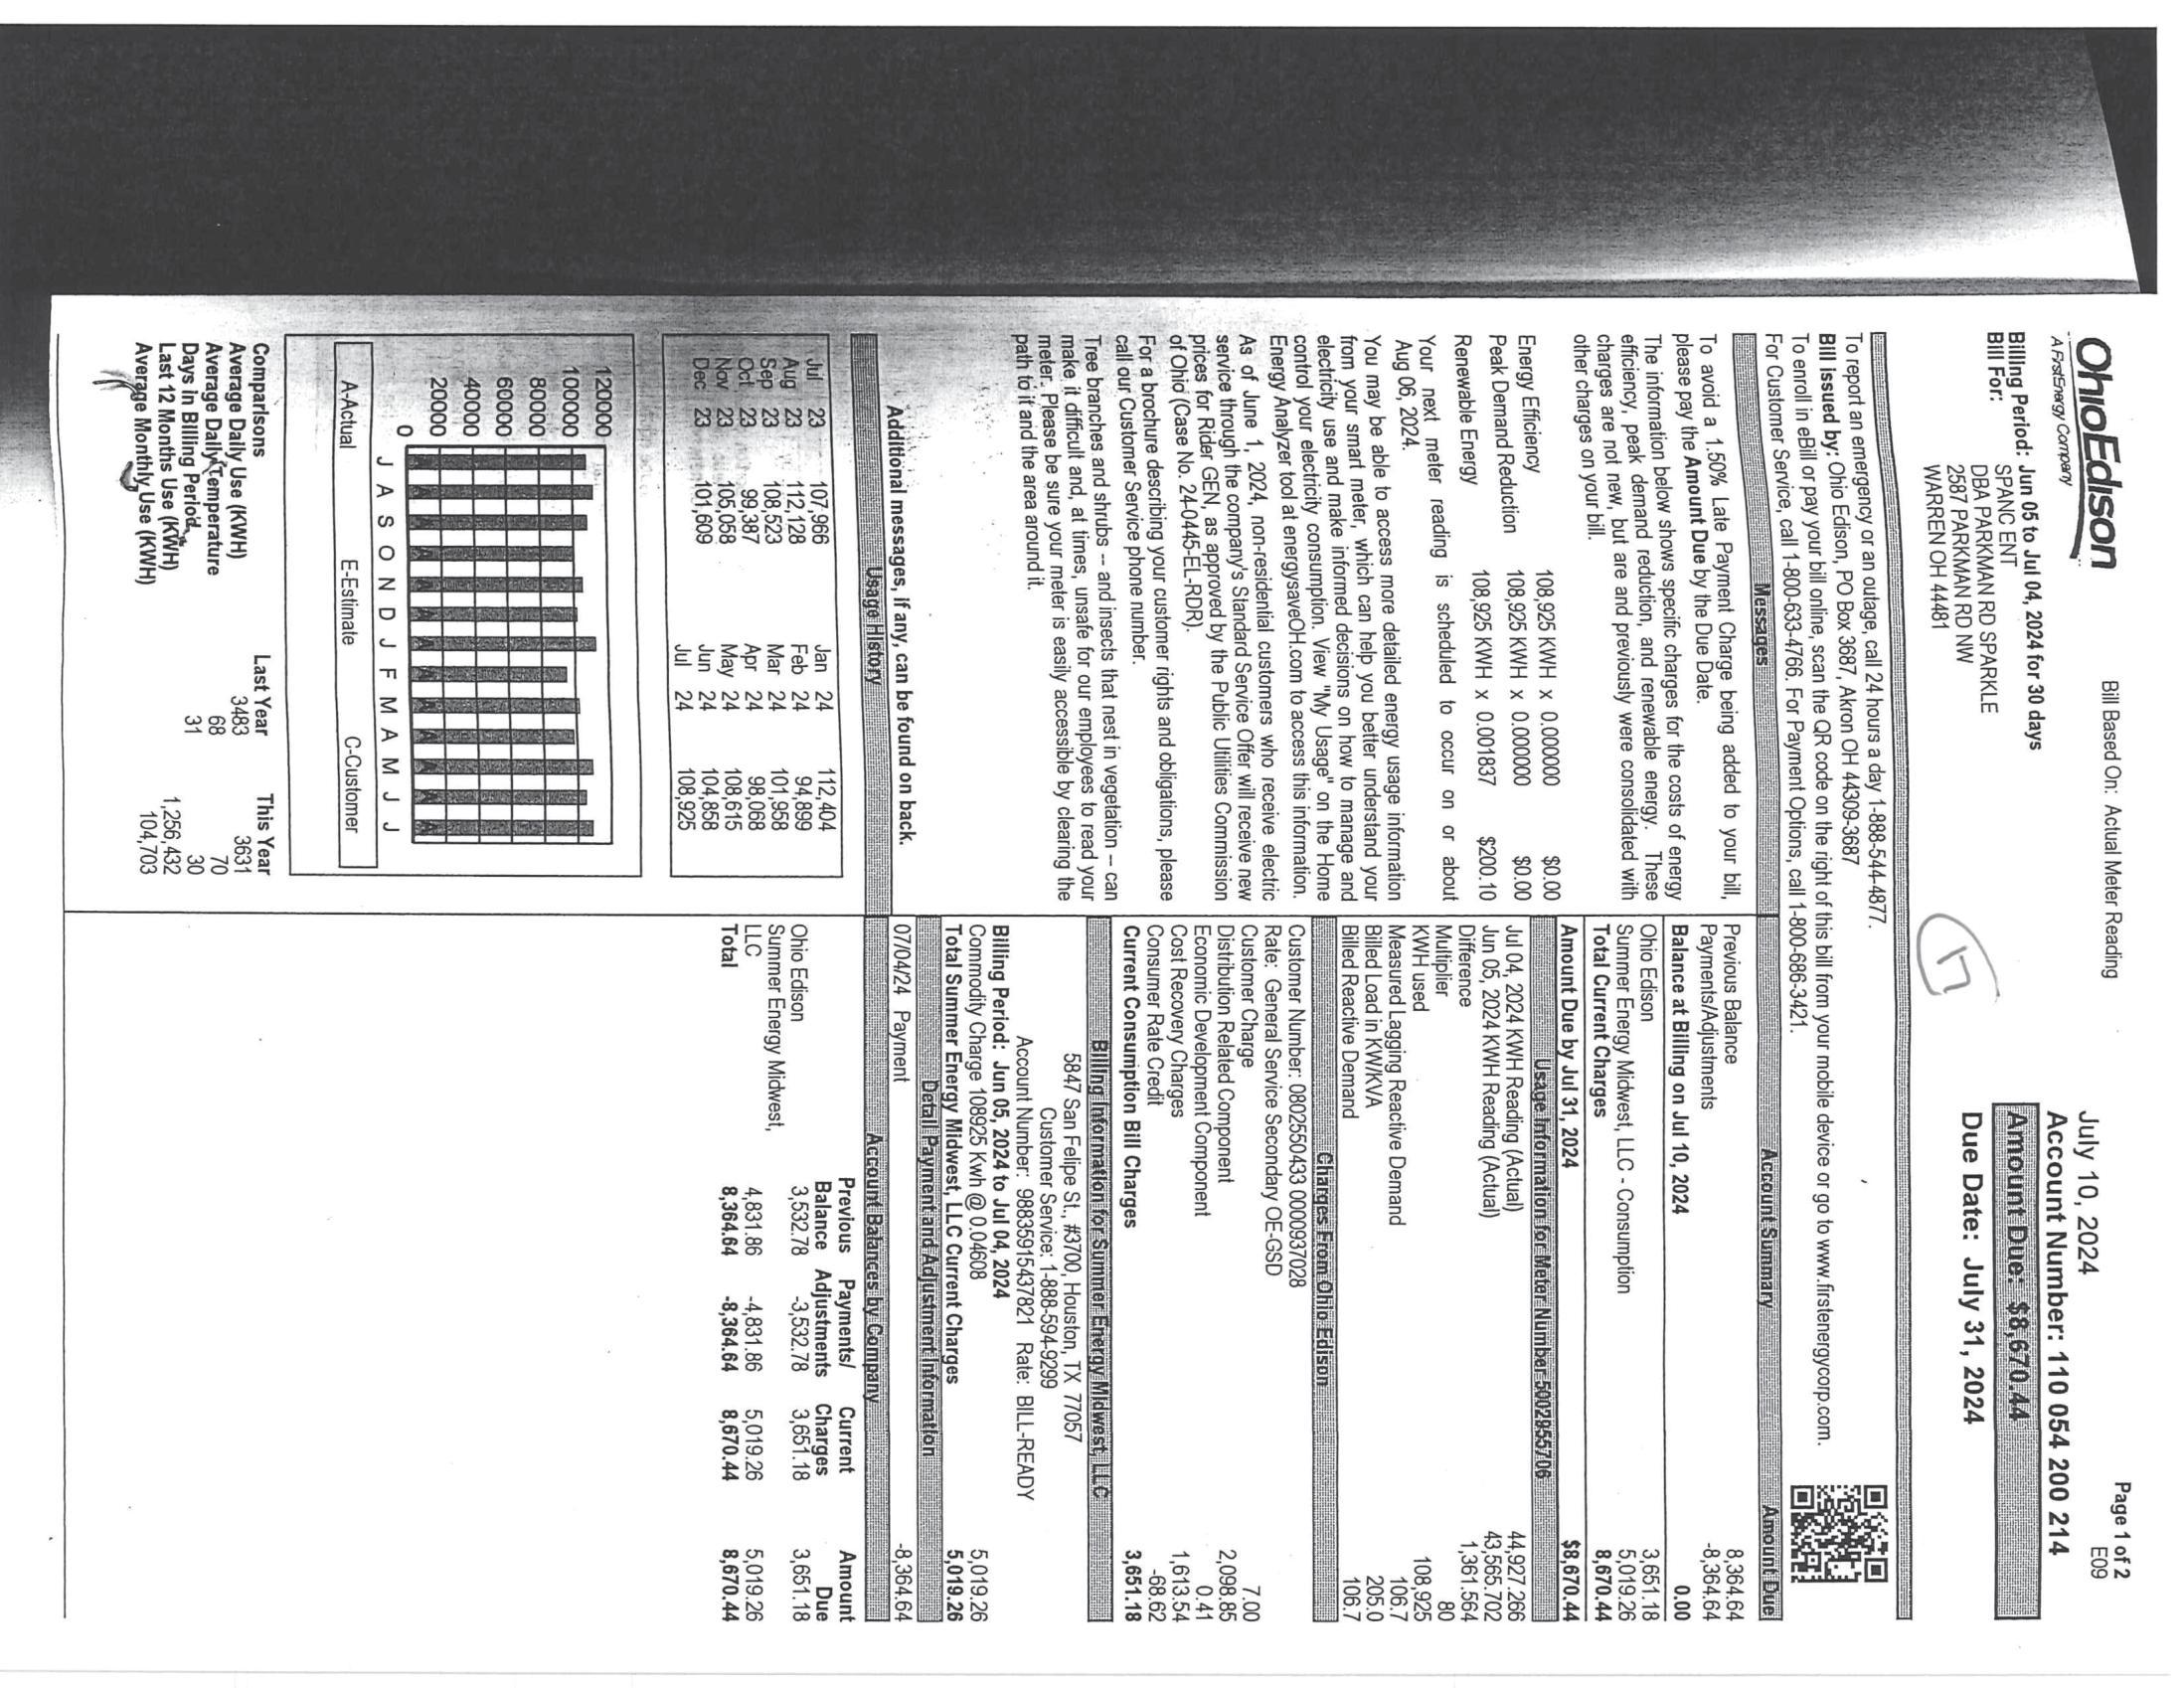 OhioEdison
A FirstEnergy Company
Bill Based On: Actual Meter Reading
Page 1 of 2
E09
July 10, 2024
Account Number: 110 054 200 214
Amount Due: $8,670.44
Due Date: July 31, 2024
Billing Period: Jun 05 to Jul 04, 2024 for 30 days
Bill For: SPANC ENT
DBA PARKMAN RD SPARKLE
2587 PARKMAN RD NW
WARREN OH 44481
17
To report an emergency or an outage, call 24 hours a day 1-888-544-4877.
Bill issued by: Ohio Edison, PO Box 3687, Akron OH 44309-3687
To enroll in eBill or pay your bill online, scan the QR code on the right of this bill from your mobile device or go to www.firstenergycorp.com.
For Customer Service, call 1-800-633-4766. For Payment Options, call 1-800-686-3421.
Messages
To avoid a 1.50% Late Payment Charge being added to your bill,
please pay the Amount Due by the Due Date.
The information below shows specific charges for the costs of energy
efficiency, peak demand reduction, and renewable energy. These
charges are not new, but are and previously were consolidated with
other charges on your bill.
Energy Efficiency 108,925 KWH x 0.000000 $0.00
Peak Demand Reduction 108,925 KWH x 0.000000 $0.00
Renewable Energy 108,925 KWH x 0.001837 $200.10
Your next meter reading is scheduled to occur on or about
Aug 06, 2024.
You may be able to access more detailed energy usage information
from your smart meter, which can help you better understand your
electricity use and make informed decisions on how to manage and
control your electricity consumption. View "My Usage" on the Home
Energy Analyzer tool at energysaveOH.com to access this information.
As of June 1, 2024, non-residential customers who receive electric
service through the company's Standard Service Offer will receive new
prices for Rider GEN, as approved by the Public Utilities Commission
of Ohio (Case No. 24-0445-EL-RDR).
For a brochure describing your customer rights and obligations, please
call our Customer Service phone number.
Tree branches and shrubs -- and insects that nest in vegetation -- can
make it difficult and, at times, unsafe for our employees to read your
meter. Please be sure your meter is easily accessible by clearing the
path to it and the area around it.
Additional messages, if any, can be found on back.
Usage History
Jul 23 107,966 Jan 24 112,404
Aug 23 112,128 Feb 24 94,899
Sep 23 108,523 Mar 24 101,958
Oct 23 99,387 Apr 24 98,068
Nov 23 105,058 May 24 108,615
Dec 23 101,609 Jun 24 104,858
Jul 24 108,925
120000
100000
80000
60000
40000
20000
0
A A A A A A A A A A A A A
J A S O N D J F M A M J J
A-Actual E-Estimate C-Customer
Comparisons Last Year This Year
Average Daily Use (KWH) 3483 3631
Average Daily Temperature 68 70
Days in Billing Period 31 30
Last 12 Months Use (KWH) 1,256,432
Average Monthly Use (KWH) 104,703
Account Summary Amount Due
Previous Balance 8,364.64
Payments/Adjustments -8,364.64
Balance at Billing on Jul 10, 2024 0.00
Ohio Edison 3,651.18
Summer Energy Midwest, LLC - Consumption 5,019.26
Total Current Charges 8,670.44
Amount Due by Jul 31, 2024 $8,670.44
Usage Information for Meter Number 5002955706
Jul 04, 2024 KWH Reading (Actual) 44,927.266
Jun 05, 2024 KWH Reading (Actual) 43,565.702
Difference 1,361.564
Multiplier 80
KWH used 108,925
Measured Lagging Reactive Demand 106.7
Billed Load in KW/KVA 205.0
Billed Reactive Demand 106.7
Charges From Ohio Edison
Customer Number: 0802550433 0000937028
Rate: General Service Secondary OE-GSD
Customer Charge 7.00
Distribution Related Component 2,098.85
Economic Development Component 0.41
Cost Recovery Charges 1,613.54
Consumer Rate Credit -68.62
Current Consumption Bill Charges 3,651.18
Billing Information for Summer Energy Midwest, LLC
5847 San Felipe St., #3700, Houston, TX 77057
Customer Service: 1-888-594-9299
Account Number: 9883591543​7821 Rate: BILL-READY
Billing Period: Jun 05, 2024 to Jul 04, 2024
Commodity Charge 108925 Kwh @ 0.04608 5,019.26
Total Summer Energy Midwest, LLC Current Charges 5,019.26
Detail Payment and Adjustment Information
07/04/24 Payment -8,364.64
Account Balances by Company
Previous Payments/ Current Amount
Balance Adjustments Charges Due
Ohio Edison 3,532.78 -3,532.78 3,651.18 3,651.18
Summer Energy Midwest,
LLC 4,831.86 -4,831.86 5,019.26 5,019.26
Total 8,364.64 -8,364.64 8,670.44 8,670.44